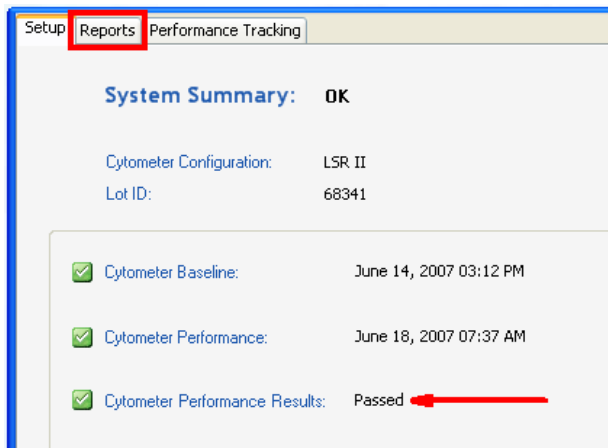 Setup Reports Performance Tracking
System Summary: OK
Cytometer Configuration: LSR II
Lot ID: 68341
Cytometer Baseline: June 14, 2007 03:12 PM
Cytometer Performance: June 18, 2007 07:37 AM
Cytometer Performance Results: Passed